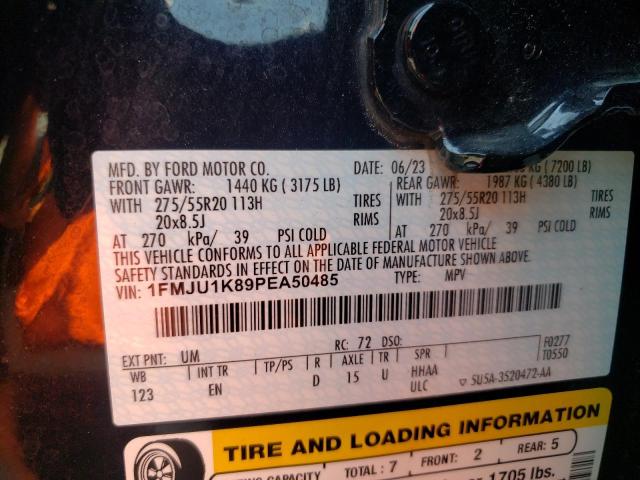 MFD. BY FORD MOTOR CO. DATE: 06/23 KG ( 7200 LB)
FRONT GAWR: 1440 KG ( 3175 LB) REAR GAWR: 1987 KG ( 4380 LB)
WITH 275/55R20 113H TIRES WITH 275/55R20 113H TIRES
20x8.5J RIMS 20x8.5J RIMS
AT 270 kPa/ 39 PSI COLD AT 270 kPa/ 39 PSI COLD
THIS VEHICLE CONFORMS TO ALL APPLICABLE FEDERAL MOTOR VEHICLE
SAFETY STANDARDS IN EFFECT ON THE DATE OF MANUFACTURE SHOWN ABOVE.
VIN: 1FMJU1K89PEA50485 TYPE: MPV
EXT PNT: UM RC: 72 DSO: F0277
T0550
WB INT TR TP/PS R AXLE TR SPR
123 EN D 15 U HHAA
ULC ▽ 5U5A-3520472-AA
TIRE AND LOADING INFORMATION
CAPACITY TOTAL : 7 FRONT: 2 REAR: 5
1705 lbs.